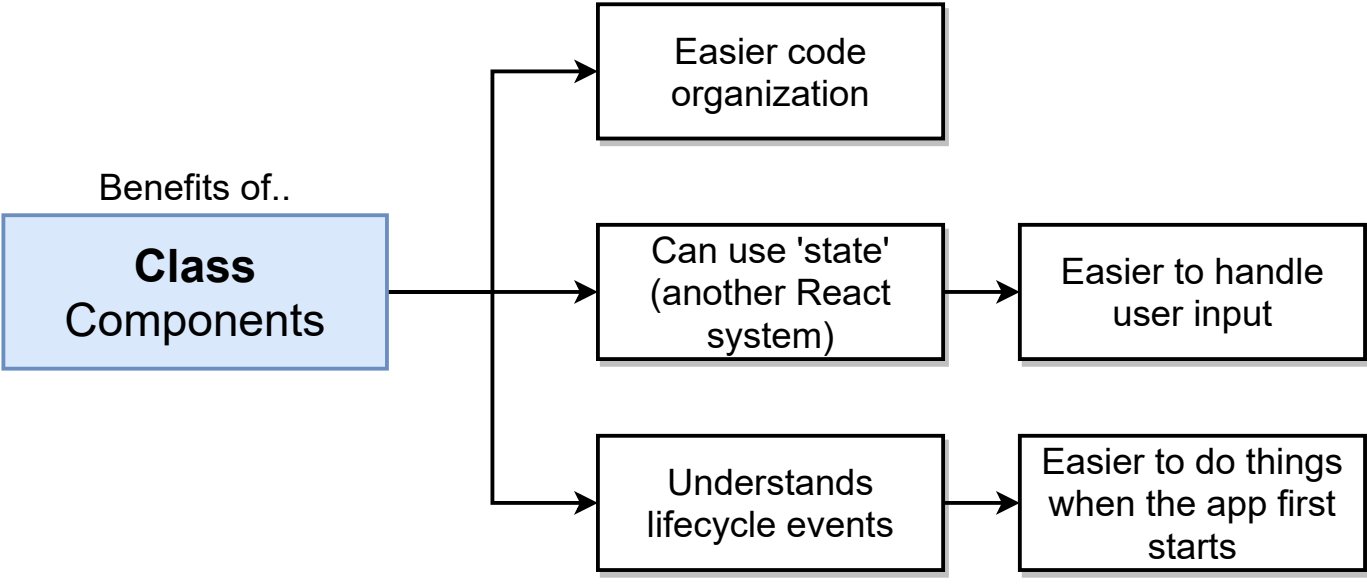 Easier code
organization
Benefits of..
Class
Components
Can use 'state'
(another React
system)
Easier to handle
user input
Understands
lifecycle events
Easier to do things
when the app first
starts